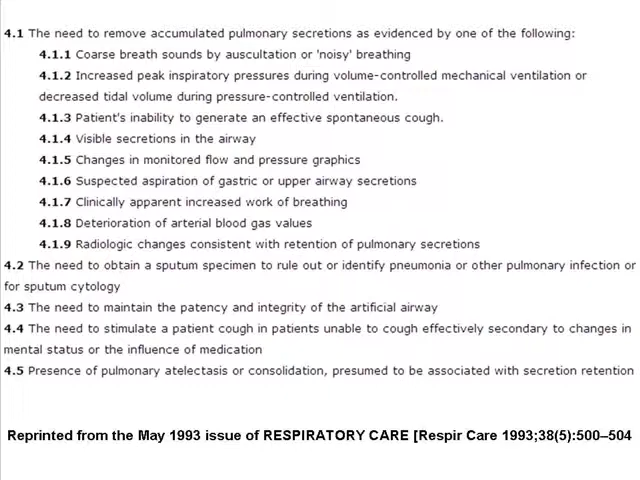 4.1 The need to remove accumulated pulmonary secretions as evidenced by one of the following:
4.1.1 Coarse breath sounds by auscultation or 'noisy' breathing
4.1.2 Increased peak inspiratory pressures during volume-controlled mechanical ventilation or
decreased tidal volume during pressure-controlled ventilation.
4.1.3 Patient's inability to generate an effective spontaneous cough.
4.1.4 Visible secretions in the airway
4.1.5 Changes in monitored flow and pressure graphics
4.1.6 Suspected aspiration of gastric or upper airway secretions
4.1.7 Clinically apparent increased work of breathing
4.1.8 Deterioration of arterial blood gas values
4.1.9 Radiologic changes consistent with retention of pulmonary secretions
4.2 The need to obtain a sputum specimen to rule out or identify pneumonia or other pulmonary infection or
for sputum cytology
4.3 The need to maintain the patency and integrity of the artificial airway
4.4 The need to stimulate a patient cough in patients unable to cough effectively secondary to changes in
mental status or the influence of medication
4.5 Presence of pulmonary atelectasis or consolidation, presumed to be associated with secretion retention
Reprinted from the May 1993 issue of RESPIRATORY CARE [Respir Care 1993;38(5):500–504